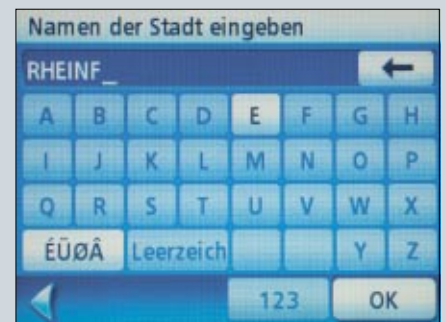 Namen der Stadt eingeben
RHEINF_
A B C D E F G H
I J K L M N O P
Q R S T U V W X
ÉÜØÂ Leerzeich Y Z
123 OK